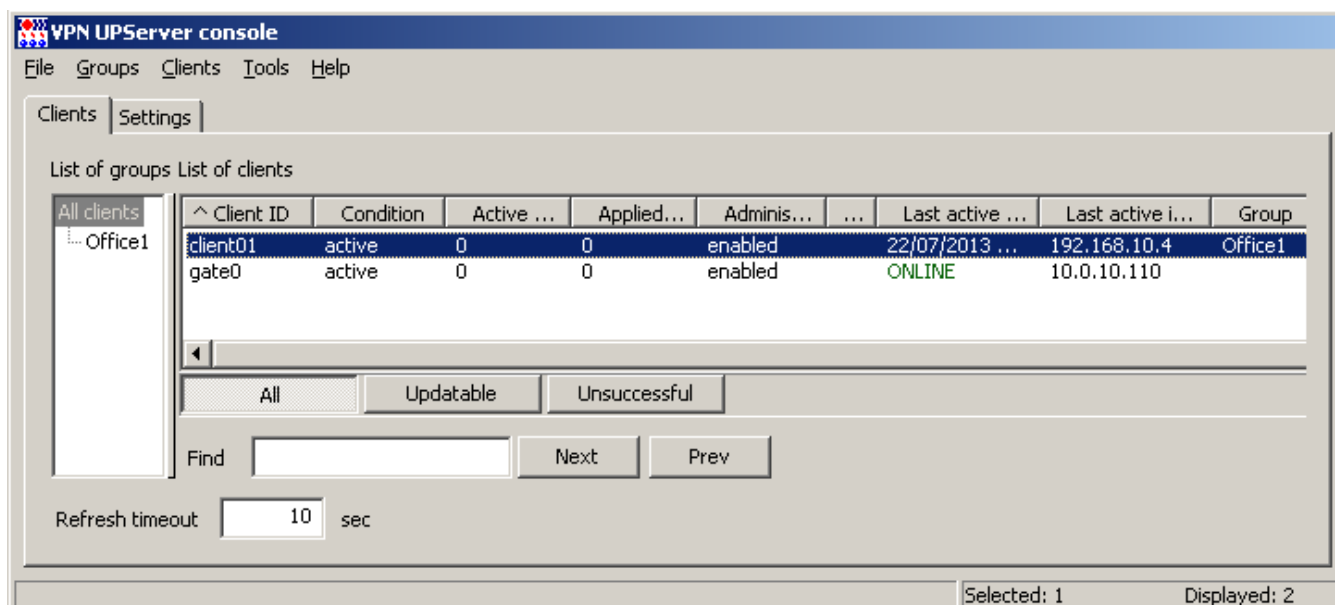 VPN UPServer console
File Groups Clients Tools Help
Clients Settings
List of groups List of clients
All clients ^ Client ID Condition Active ... Applied... Adminis... ... Last active ... Last active i... Group
Office1 client01 active 0 0 enabled 22/07/2013 ... 192.168.10.4 Office1
gate0 active 0 0 enabled ONLINE 10.0.10.110
All Updatable Unsuccessful
Find Next Prev
Refresh timeout 10 sec
Selected: 1 Displayed: 2